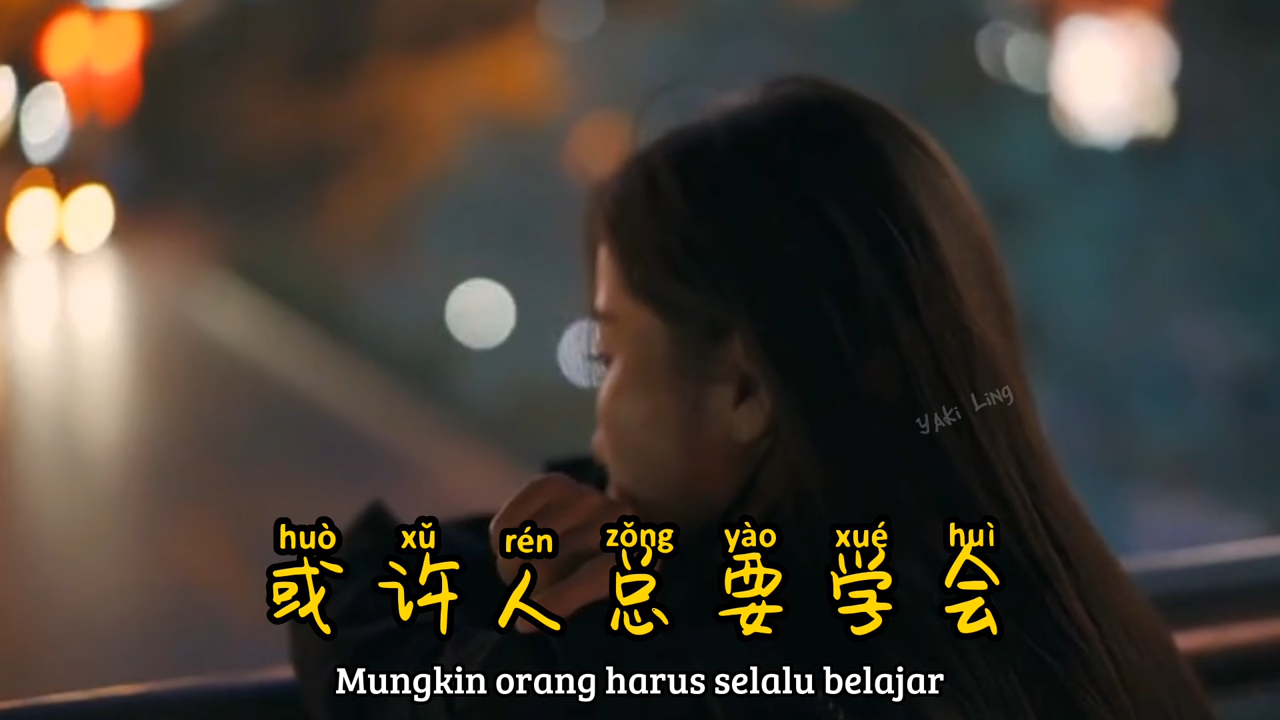 YAKi LiNg
huò xǔ rén zǒng yào xué huì
或许人总要学会
Mungkin orang harus selalu belajar